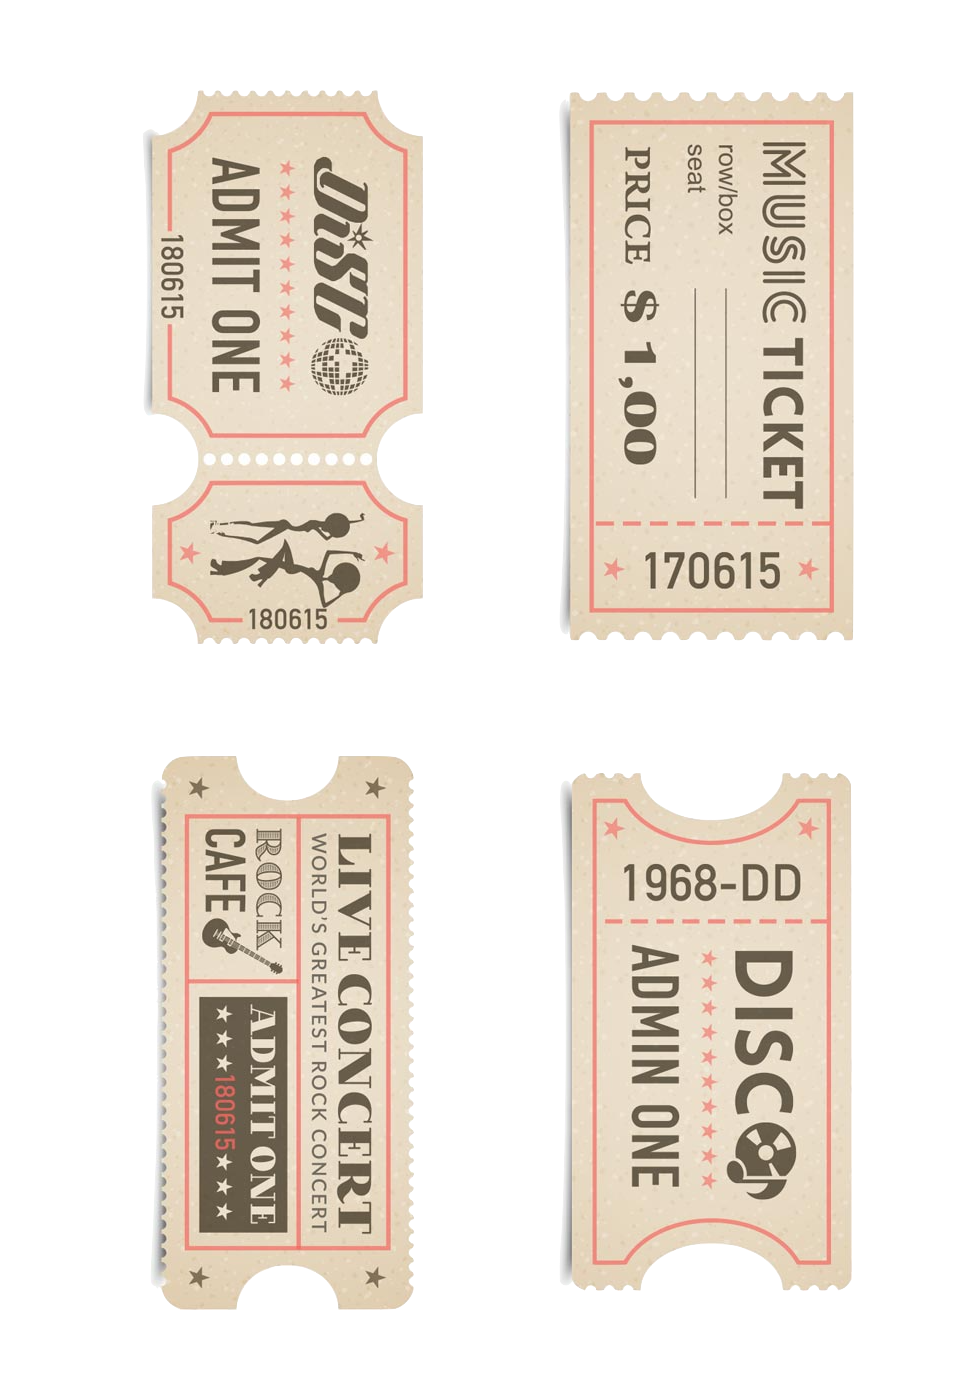 DISCO
ADMIT ONE
180615
180615
MUSIC TICKET
row/box
seat
PRICE $ 1,00
170615
LIVE CONCERT
WORLD'S GREATEST ROCK CONCERT
ROCK
CAFE
ADMIT ONE
180615
1968-DD
DISCO
ADMIN ONE